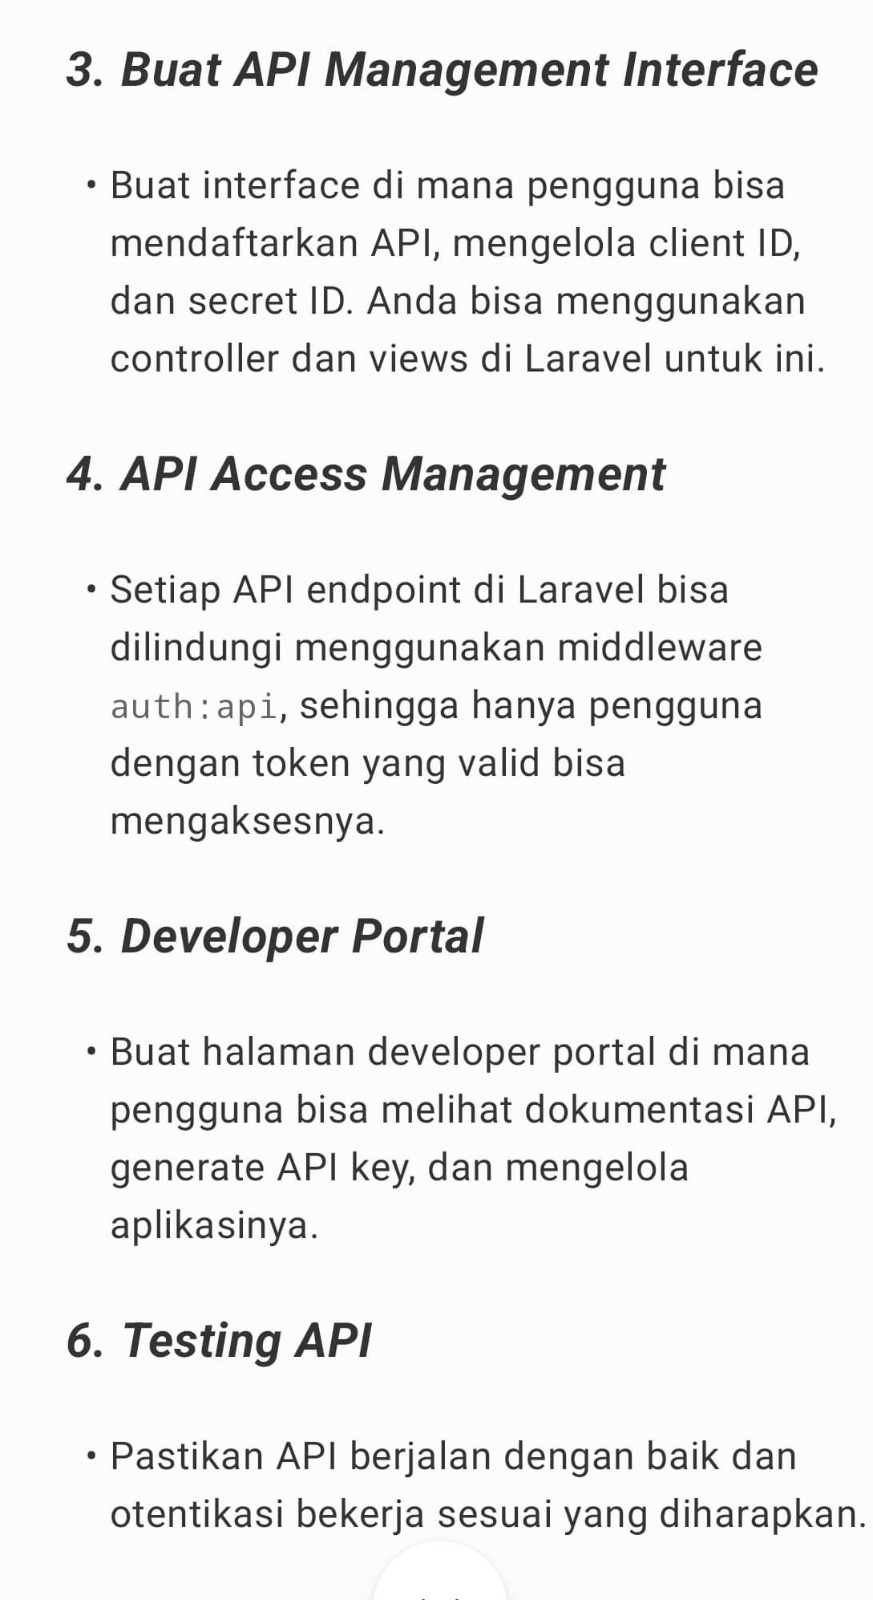 3. Buat API Management Interface
• Buat interface di mana pengguna bisa
mendaftarkan API, mengelola client ID,
dan secret ID. Anda bisa menggunakan
controller dan views di Laravel untuk ini.
4. API Access Management
• Setiap API endpoint di Laravel bisa
dilindungi menggunakan middleware
auth:api, sehingga hanya pengguna
dengan token yang valid bisa
mengaksesnya.
5. Developer Portal
• Buat halaman developer portal di mana
pengguna bisa melihat dokumentasi API,
generate API key, dan mengelola
aplikasinya.
6. Testing API
• Pastikan API berjalan dengan baik dan
otentikasi bekerja sesuai yang diharapkan.